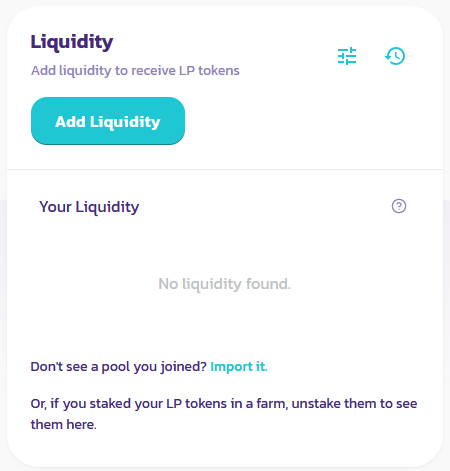 Liquidity
Add liquidity to receive LP tokens
Add Liquidity
Your Liquidity
No liquidity found.
Don't see a pool you joined? Import it.
Or, if you staked your LP tokens in a farm, unstake them to see
them here.